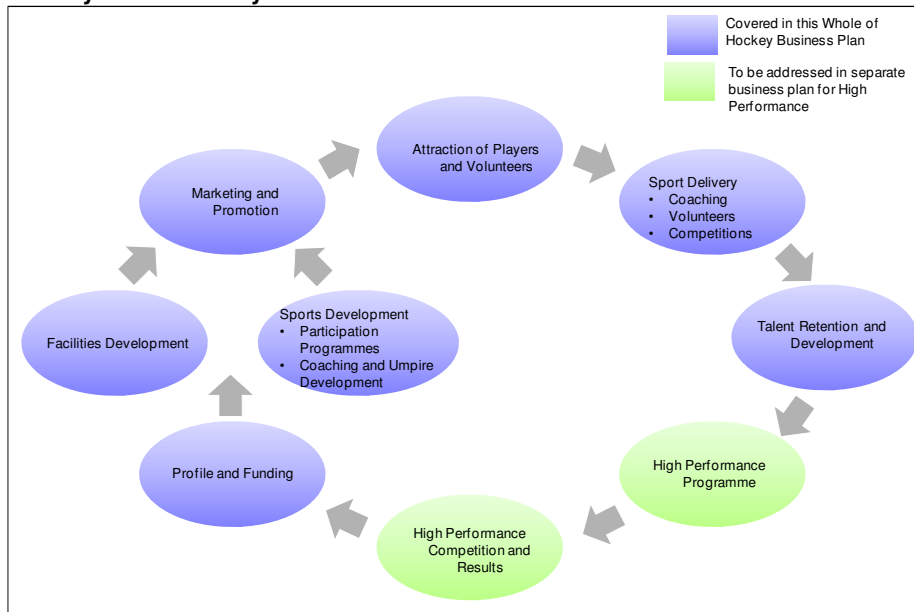 Covered in this Whole of
Hockey Business Plan
To be addressed in separate
business plan for High
Performance
Attraction of Players
and Volunteers
Marketing and
Promotion
Sport Delivery
• Coaching
• Volunteers
• Competitions
Facilities Development
Sports Development
• Participation
Programmes
• Coaching and Umpire
Development
Talent Retention and
Development
Profile and Funding
High Performance
Programme
High Performance
Competition and
Results